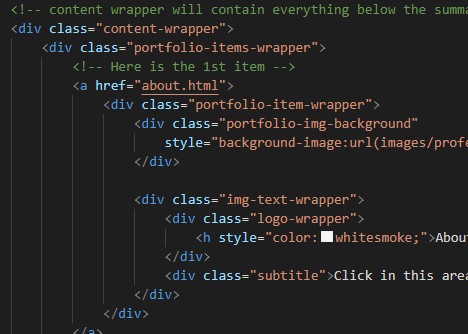 <!-- content wrapper will contain everything below the summa
<div class="content-wrapper">
<div class="portfolio-items-wrapper">
<!-- Here is the 1st item -->
<a href="about.html">
<div class="portfolio-item-wrapper">
<div class="portfolio-img-background"
style="background-image:url(images/profe
</div>
<div class="img-text-wrapper">
<div class="logo-wrapper">
<h style="color:whitesmoke;">Abou
</div>
<div class="subtitle">Click in this area
</div>
</div>
</a>